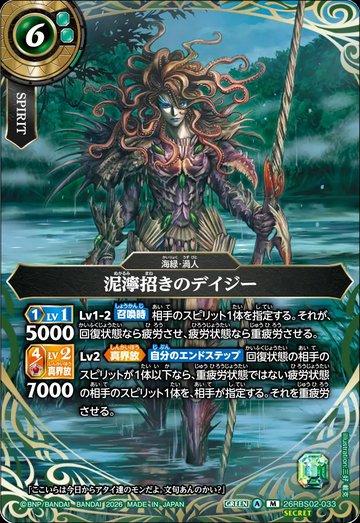 6
SPIRIT
海緑・渦人
泥濘招きのデイジー
1 LV1 5000
Lv1-2 召喚時 相手のスピリット1体を指定する。それが、
回復状態なら疲労させ、疲労状態なら重疲労させる。
4 LV2 真界放 7000
Lv2 真界放 自分のエンドステップ 回復状態の相手の
スピリットが1体以下なら、重疲労状態ではない疲労状態
の相手のスピリット1体を、相手が指定する。それを重疲労
させる。
「ここいらは今日からアタイ達のモンだよ。文句あんのかい？」
©BNP/BANDAI BANDAI 2026 MADE IN JAPAN
GREEN A M 26RBS02-033
SECRET